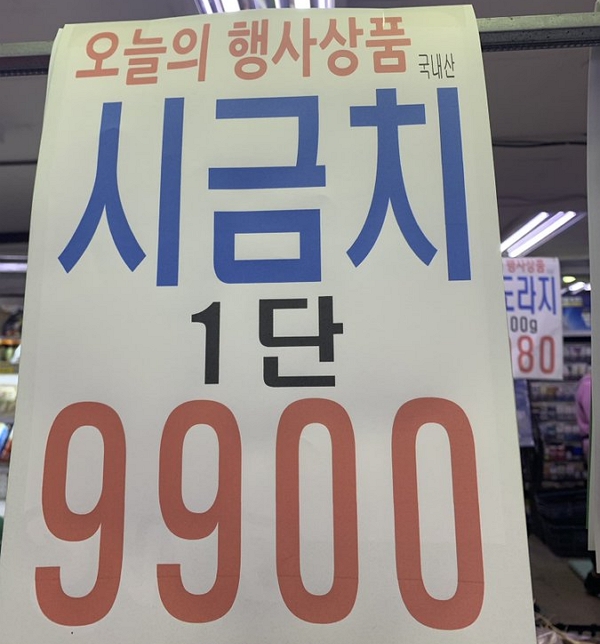 오늘의 행사상품
국내산
시금치
1단
9900
행사상품
도라지
00g
80